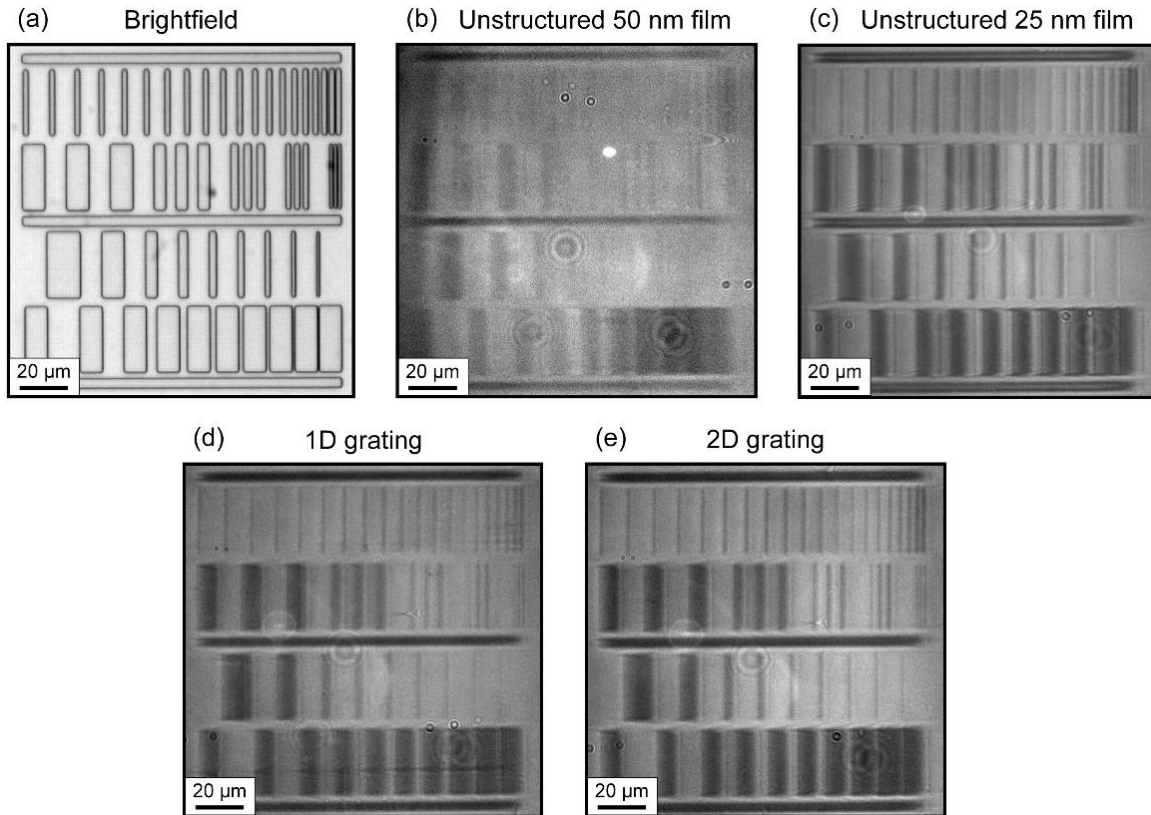 (a) Brightfield
(b) Unstructured 50 nm film
(c) Unstructured 25 nm film
20 µm
20 µm
20 µm
(d) 1D grating
(e) 2D grating
20 µm
20 µm